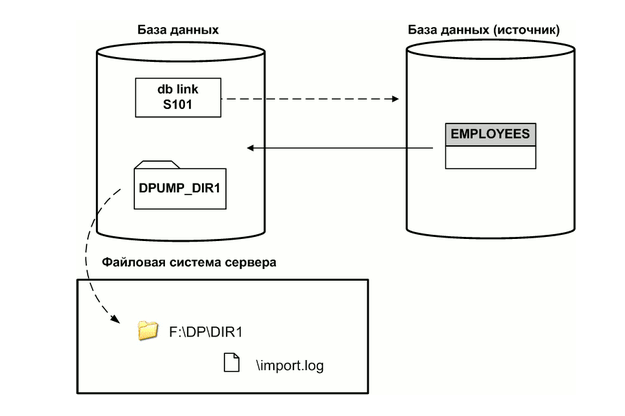 База данных
База данных (источник)
db link
S101
EMPLOYEES
DPUMP_DIR1
Файловая система сервера
F:\DP\DIR1
\import.log